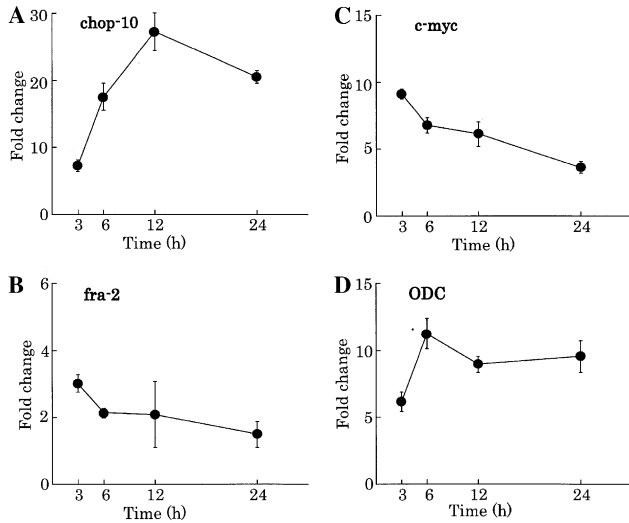 A
chop-10
30
20
10
0
Fold change
3 6 12 24
Time (h)
B
fra-2
6
4
2
0
Fold change
3 6 12 24
Time (h)
C
c-myc
15
10
5
0
Fold change
3 6 12 24
Time (h)
D
ODC
15
10
5
0
Fold change
3 6 12 24
Time (h)